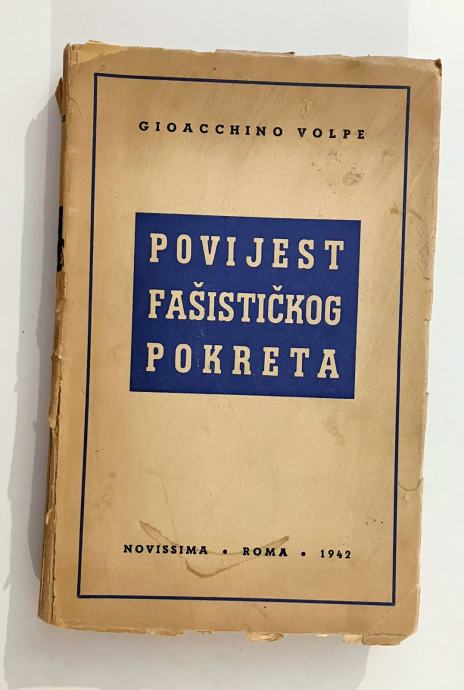 GIOACCHINO VOLPE
POVIJEST
FAŠISTIČKOG
POKRETA
NOVISSIMA • ROMA • 1942